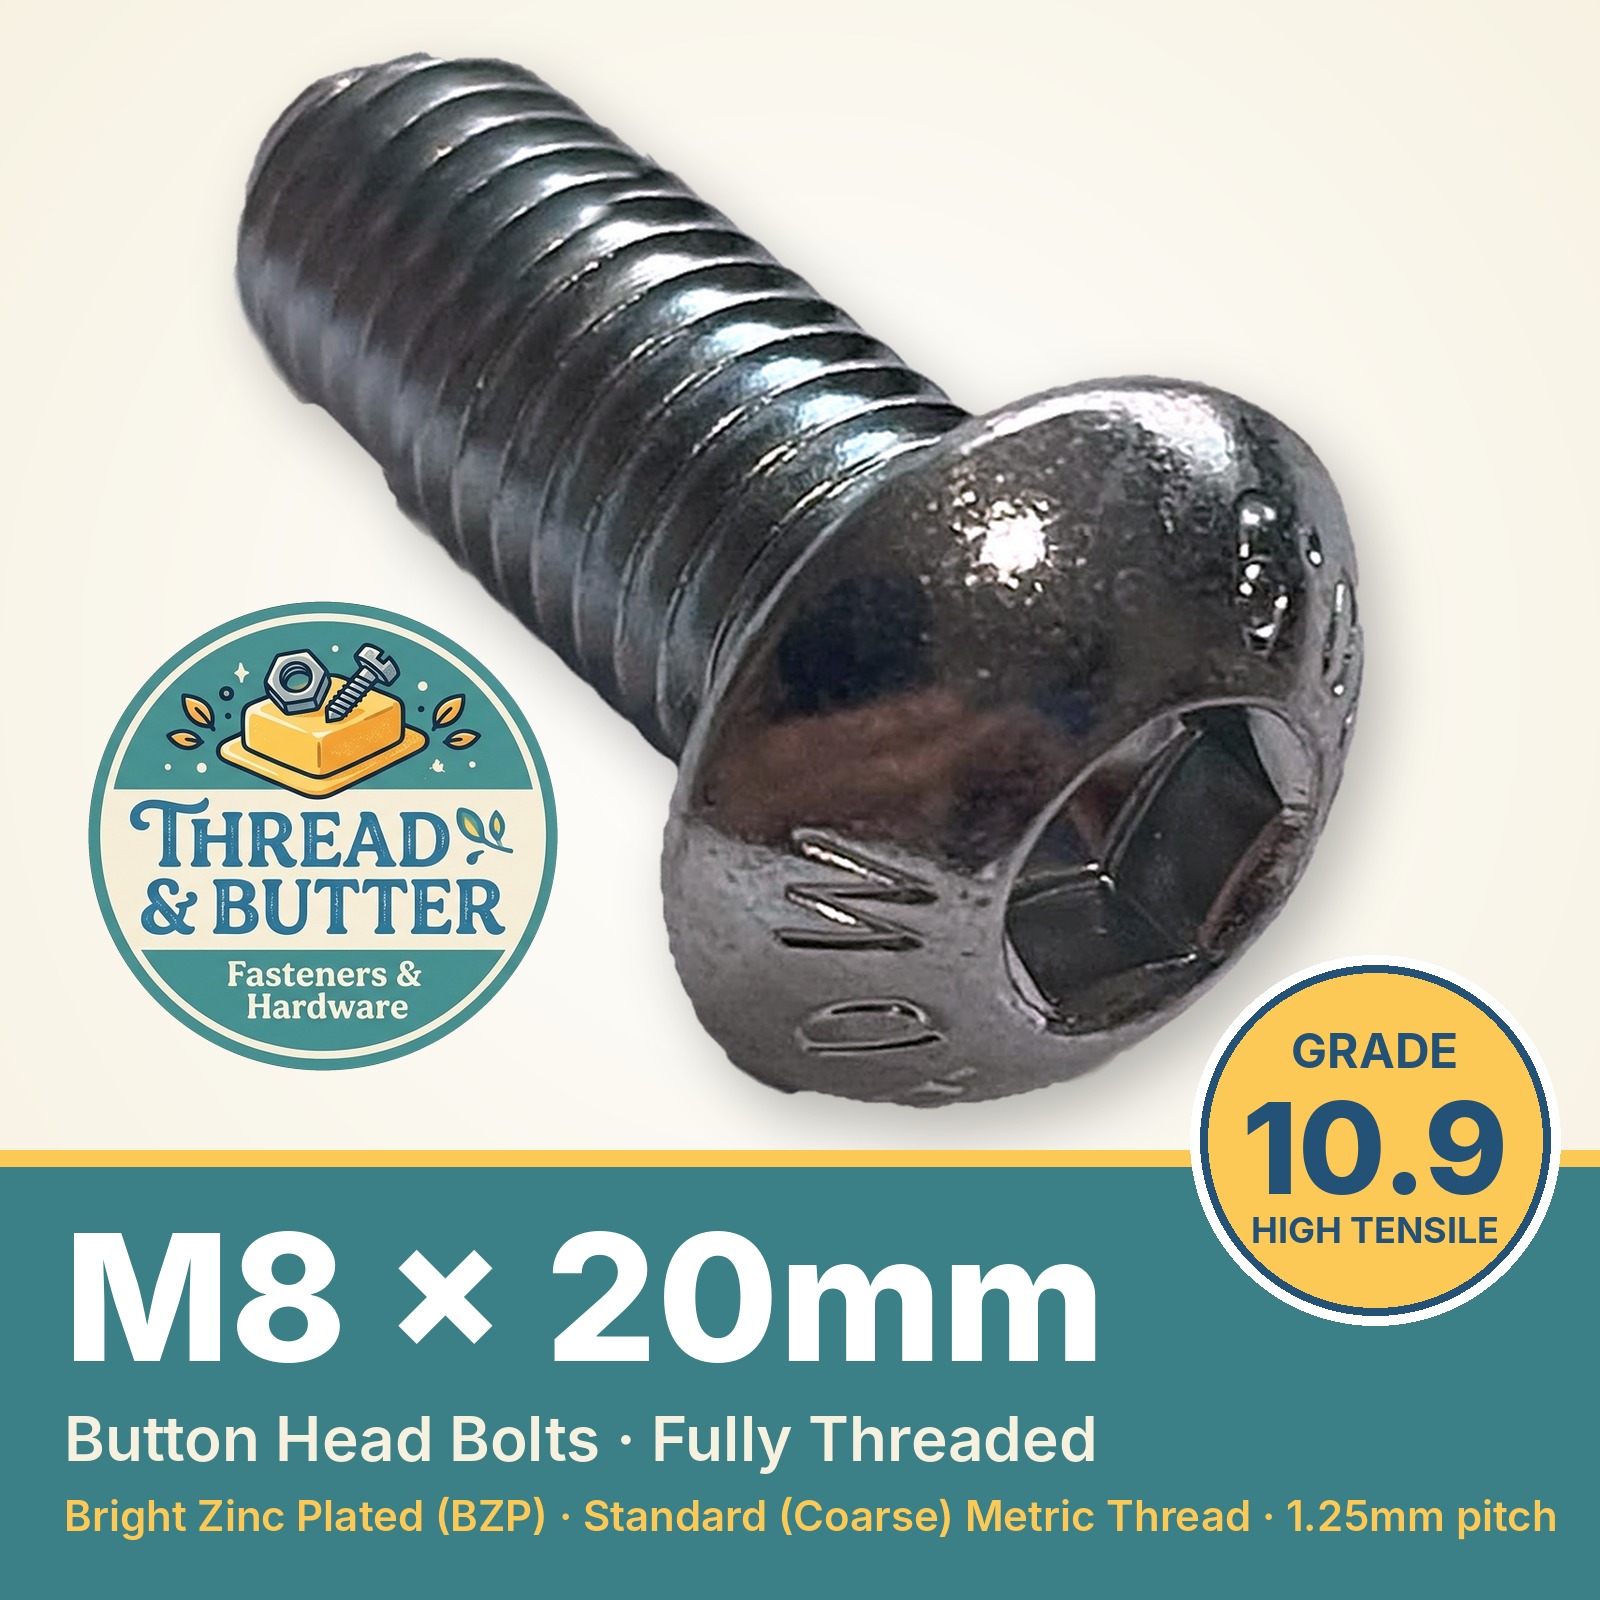 THREAD
& BUTTER
Fasteners &
Hardware
GRADE
10.9
HIGH TENSILE
M8 × 20mm
Button Head Bolts · Fully Threaded
Bright Zinc Plated (BZP) · Standard (Coarse) Metric Thread · 1.25mm pitch